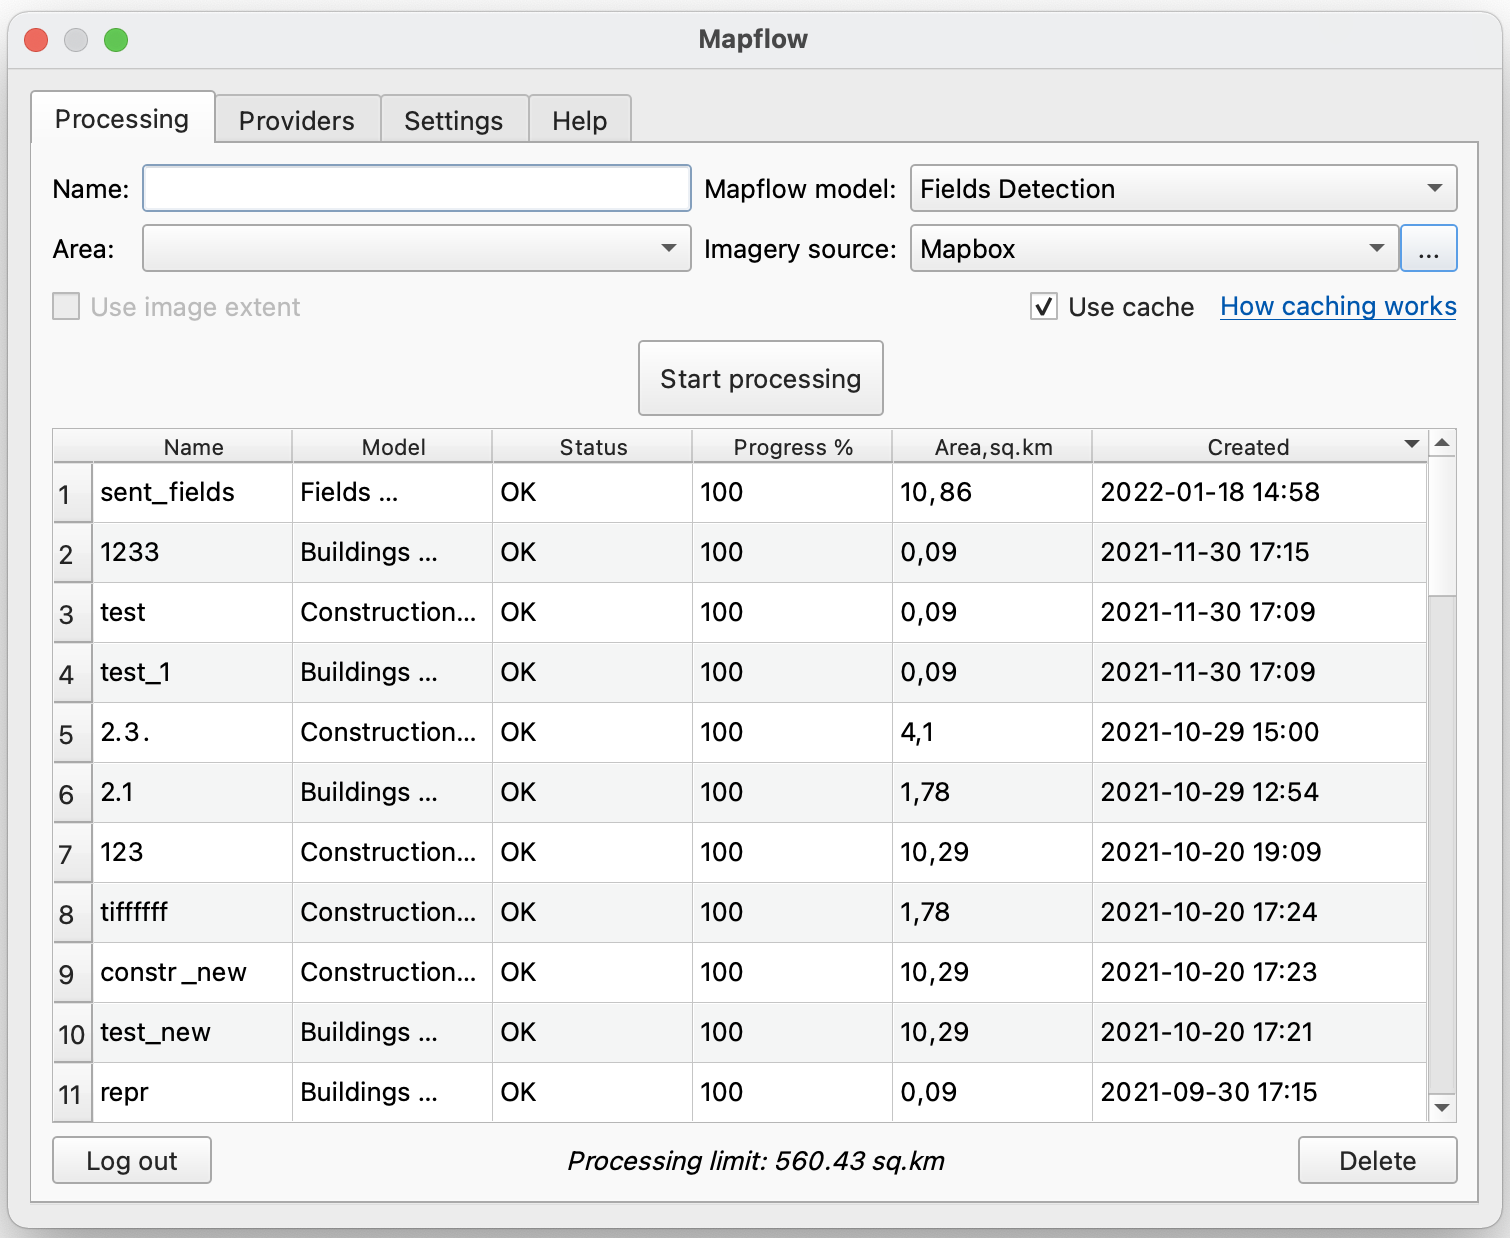 Mapflow
Processing Providers Settings Help
Name: Mapflow model: Fields Detection
Area: Imagery source: Mapbox ...
Use image extent Use cache How caching works
Start processing
Name Model Status Progress % Area,sq.km Created
1 sent_fields Fields ... OK 100 10,86 2022-01-18 14:58
2 1233 Buildings ... OK 100 0,09 2021-11-30 17:15
3 test Construction... OK 100 0,09 2021-11-30 17:09
4 test_1 Buildings ... OK 100 0,09 2021-11-30 17:09
5 2.3. Construction... OK 100 4,1 2021-10-29 15:00
6 2.1 Buildings ... OK 100 1,78 2021-10-29 12:54
7 123 Construction... OK 100 10,29 2021-10-20 19:09
8 tiffffff Construction... OK 100 1,78 2021-10-20 17:24
9 constr_new Construction... OK 100 10,29 2021-10-20 17:23
10 test_new Buildings ... OK 100 10,29 2021-10-20 17:21
11 repr Buildings ... OK 100 0,09 2021-09-30 17:15
Log out Processing limit: 560.43 sq.km Delete